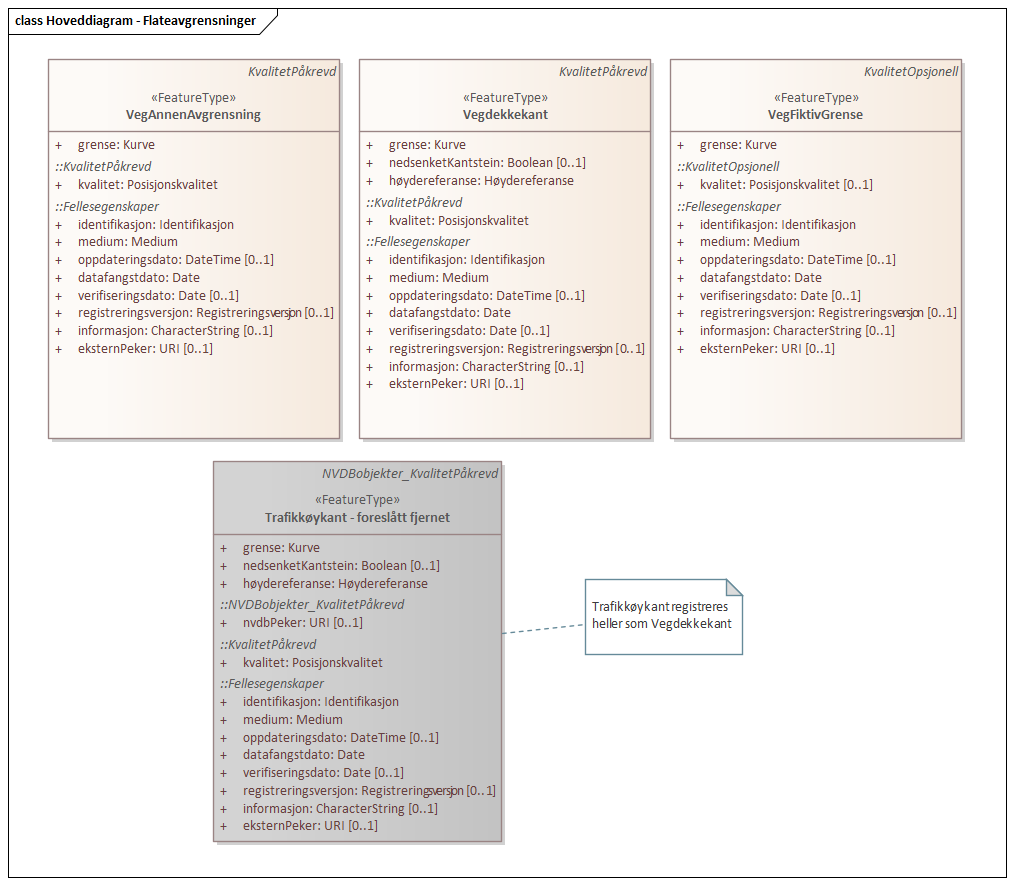 class Hoveddiagram - Flateavgrensninger
KvalitetPåkrevd
«FeatureType»
VegAnnenAvgrensning
+ grense: Kurve
::KvalitetPåkrevd
+ kvalitet: Posisjonskvalitet
::Fellesegenskaper
+ identifikasjon: Identifikasjon
+ medium: Medium
+ oppdateringsdato: DateTime [0..1]
+ datafangstdato: Date
+ verifiseringsdato: Date [0..1]
+ registreringsversjon: Registreringsversjon [0..1]
+ informasjon: CharacterString [0..1]
+ eksternPeker: URI [0..1]
KvalitetPåkrevd
«FeatureType»
Vegdekkekant
+ grense: Kurve
+ nedsenketKantstein: Boolean [0..1]
+ høydereferanse: Høydereferanse
::KvalitetPåkrevd
+ kvalitet: Posisjonskvalitet
::Fellesegenskaper
+ identifikasjon: Identifikasjon
+ medium: Medium
+ oppdateringsdato: DateTime [0..1]
+ datafangstdato: Date
+ verifiseringsdato: Date [0..1]
+ registreringsversjon: Registreringsversjon [0..1]
+ informasjon: CharacterString [0..1]
+ eksternPeker: URI [0..1]
KvalitetOpsjonell
«FeatureType»
VegFiktivGrense
+ grense: Kurve
::KvalitetOpsjonell
+ kvalitet: Posisjonskvalitet [0..1]
::Fellesegenskaper
+ identifikasjon: Identifikasjon
+ medium: Medium
+ oppdateringsdato: DateTime [0..1]
+ datafangstdato: Date
+ verifiseringsdato: Date [0..1]
+ registreringsversjon: Registreringsversjon [0..1]
+ informasjon: CharacterString [0..1]
+ eksternPeker: URI [0..1]
NVDBobjekter_KvalitetPåkrevd
«FeatureType»
Trafikkøykant - foreslått fjernet
+ grense: Kurve
+ nedsenketKantstein: Boolean [0..1]
+ høydereferanse: Høydereferanse
::NVDBobjekter_KvalitetPåkrevd
+ nvdbPeker: URI [0..1]
::KvalitetPåkrevd
+ kvalitet: Posisjonskvalitet
::Fellesegenskaper
+ identifikasjon: Identifikasjon
+ medium: Medium
+ oppdateringsdato: DateTime [0..1]
+ datafangstdato: Date
+ verifiseringsdato: Date [0..1]
+ registreringsversjon: Registreringsversjon [0..1]
+ informasjon: CharacterString [0..1]
+ eksternPeker: URI [0..1]
Trafikkøykant registreres
heller som Vegdekkekant